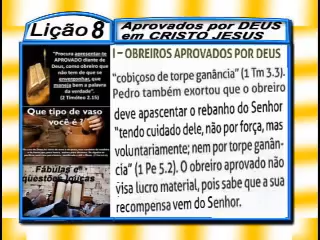 Lição 8
Aprovados por DEUS
em CRISTO JESUS
"Procura apresentar-te
APROVADO diante de
Deus, como obreiro que
não tem de que se
envergonhar, que
maneja bem a palavra
da verdade".
(2 Timóteo 2.15)
Que tipo de vaso
você é?
Fábulas e
questões loucas
I – OBREIROS APROVADOS POR DEUS
"cobiçoso de torpe ganância" (1 Tm 3.3).
Pedro também exortou que o obreiro
deve apascentar o rebanho do Senhor
"tendo cuidado dele, não por força, mas
voluntariamente; nem por torpe ganân-
cia" (1 Pe 5.2). O obreiro aprovado não
visa lucro material, pois sabe que a sua
recompensa vem do Senhor.